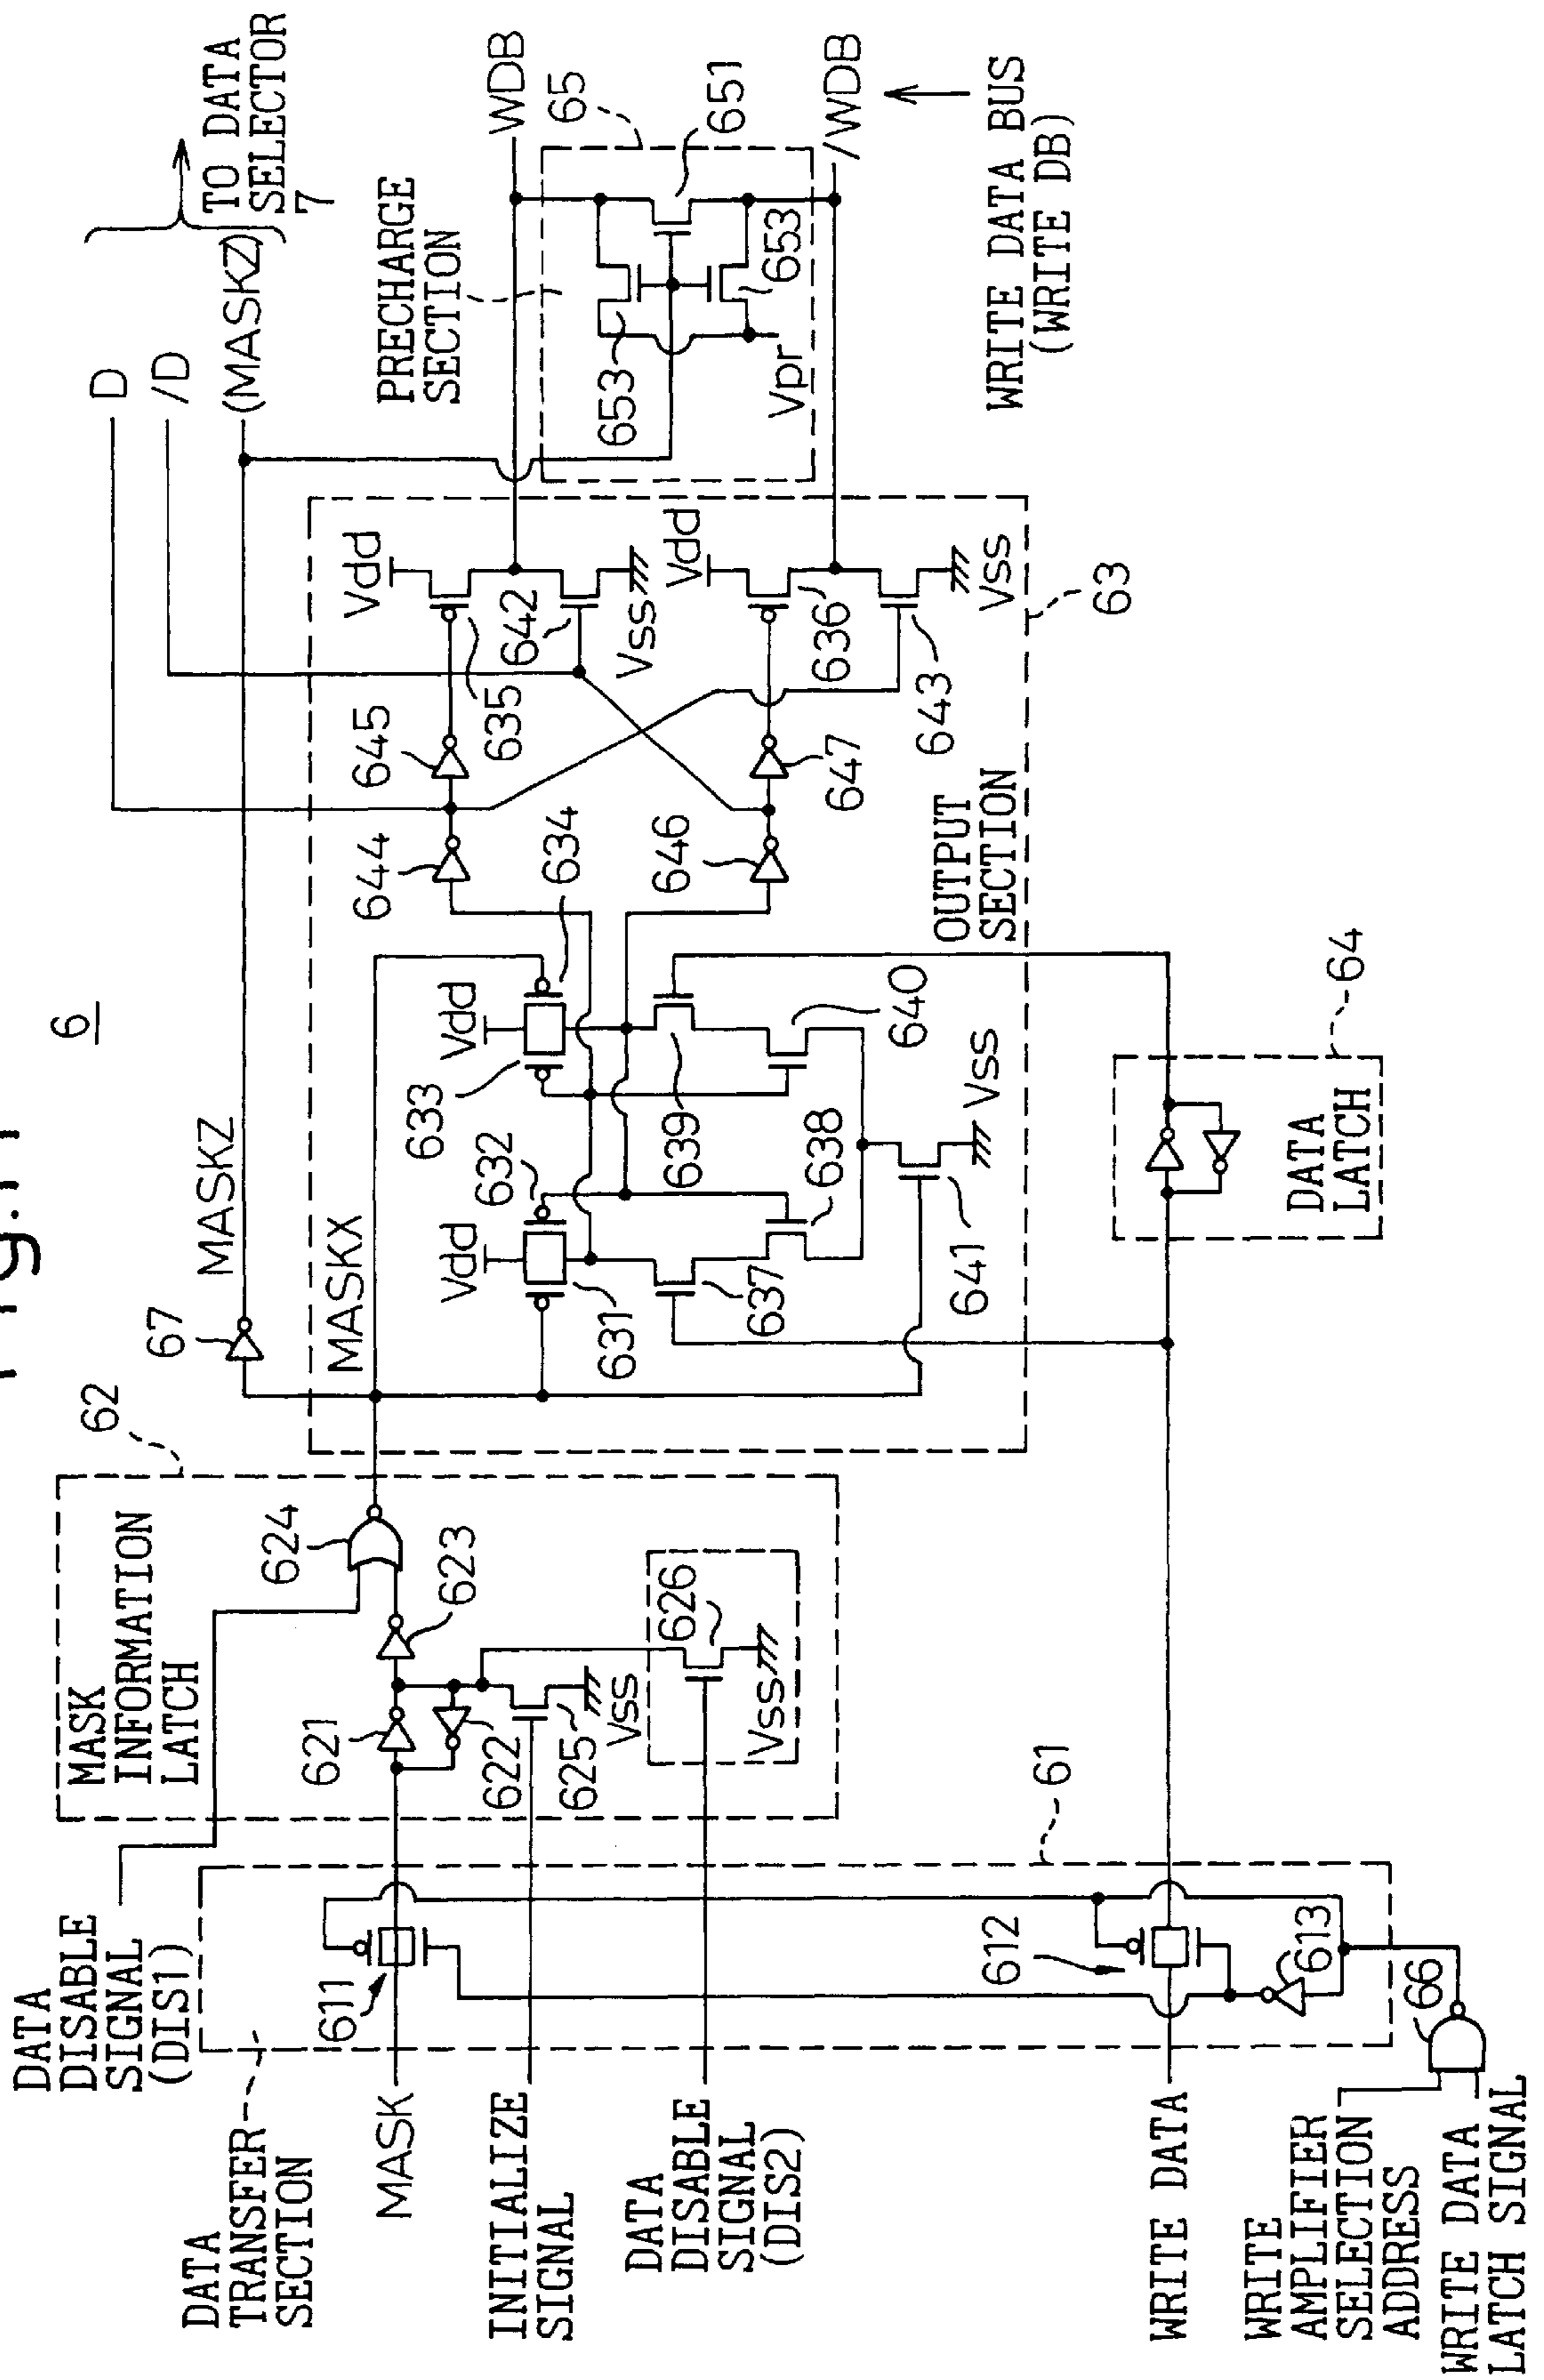 Fig.11
6
DATA
DISABLE
SIGNAL
(DIS1)
DATA
TRANSFER
SECTION
MASK
INITIALIZE
SIGNAL
DATA
DISABLE
SIGNAL
(DIS2)
WRITE DATA
WRITE
AMPLIFIER
SELECTION
ADDRESS
WRITE DATA
LATCH SIGNAL
66
61
611
612
613
62
MASK
INFORMATION
LATCH
621
622
623
624
625
Vss
626
Vss
67
MASKZ
MASKX
Vdd
Vdd
631
632
633
634
637
638
639
640
641
Vss
DATA
LATCH
64
OUTPUT
SECTION
63
644
645
646
647
635
642
Vdd
Vss
Vdd
636
643
Vss
D
/D
(MASKZ)
TO DATA
SELECTOR
7
PRECHARGE
SECTION
65
653
653
651
Vpr
WDB
/WDB
WRITE DATA BUS
(WRITE DB)